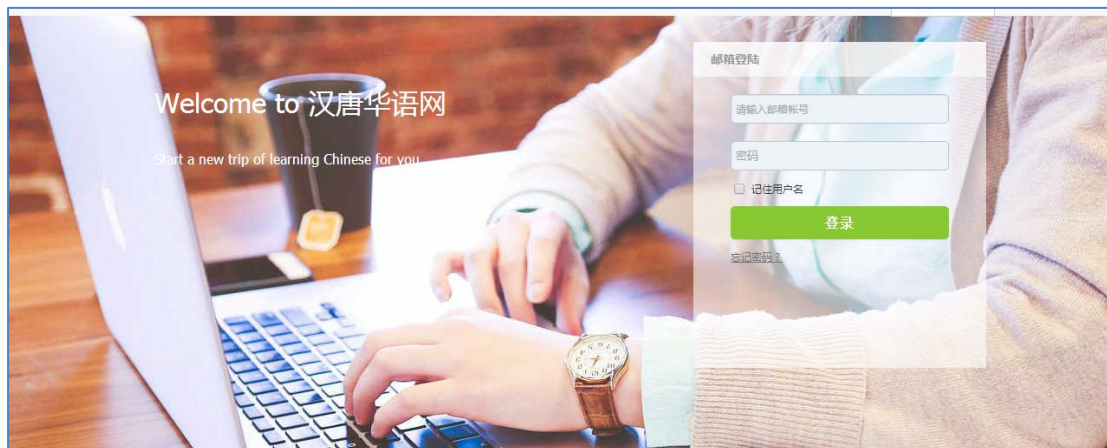 Welcome to 汉唐华语网
Start a new trip of learning Chinese for you
邮箱登陆
请输入邮箱帐号
密码
记住用户名
登录
忘记密码？